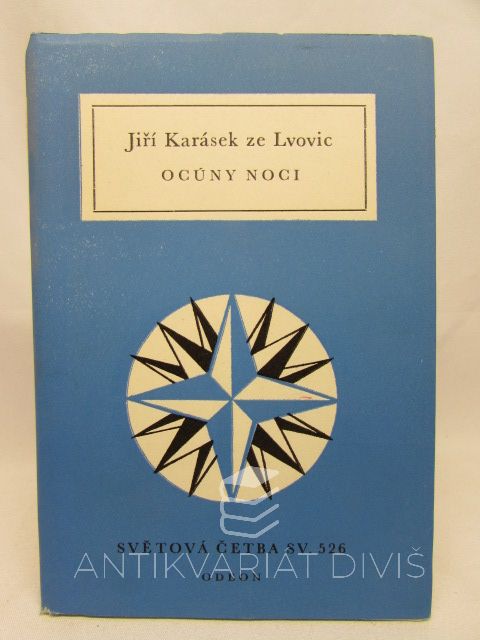 Jiří Karásek ze Lvovic
OCÚNY NOCI
SVĚTOVÁ ČETBA SV. 526
ANTIKVARIÁT DIVIŠ
ODEON